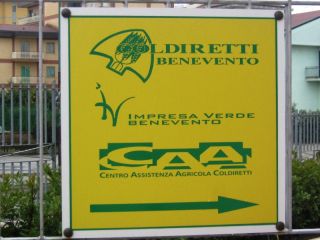 COLDIRETTI
BENEVENTO
IMPRESA VERDE
BENEVENTO
CAA
CENTRO ASSISTENZA AGRICOLA COLDIRETTI